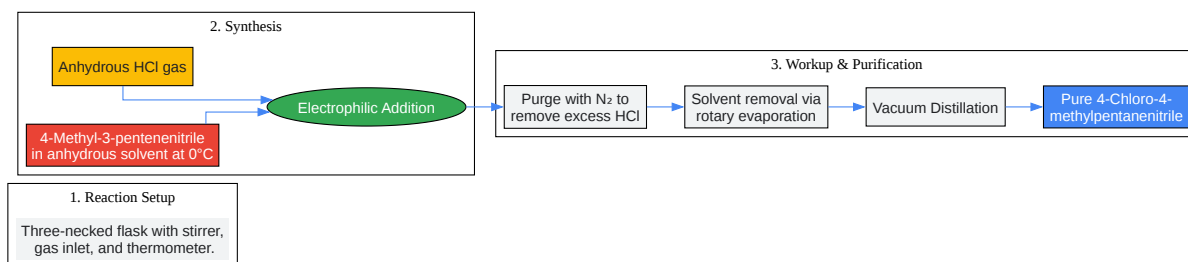 2. Synthesis
Anhydrous HCl gas
4-Methyl-3-pentenenitrile
in anhydrous solvent at 0°C
Electrophilic Addition
3. Workup & Purification
Purge with N₂ to
remove excess HCl
Solvent removal via
rotary evaporation
Vacuum Distillation
Pure 4-Chloro-4-
methylpentanenitrile
1. Reaction Setup
Three-necked flask with stirrer,
gas inlet, and thermometer.